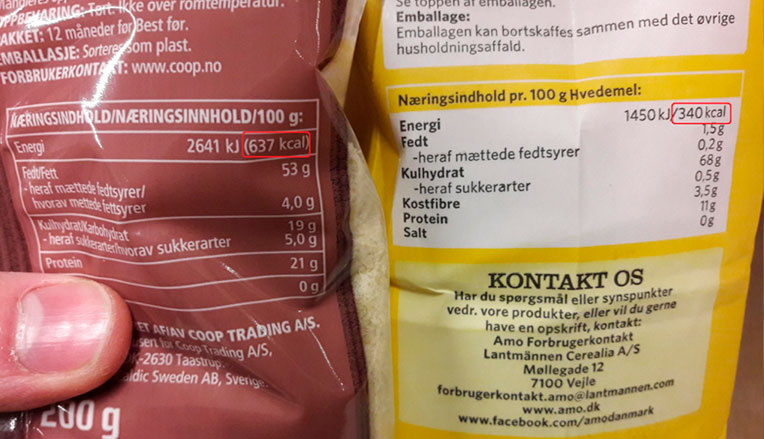 OPPBEVARING: Tørt. Ikke over romtemperatur.
PAKKET: 12 måneder før Best før.
EMBALLASJE: Sorteres som plast.
FORBRUKERKONTAKT: www.coop.no
NÆRINGSINDHOLD/NÆRINGSINNHOLD/100 g:
Energi 2641 kJ (637 kcal)
Fedt/Fett 53 g
- heraf mættede fedtsyrer/
hvorav mettede fettsyrer 4,0 g
Kulhydrat/Karbohydrat 19 g
- heraf sukkerarter/hvorav sukkerarter 5,0 g
Protein 21 g
0 g
ET AF/AV COOP TRADING A/S.
Coop Trading A/S,
DK-2630 Taastrup.
Sweden AB, Sverige
200 g
Se toppen af emballagen.
Emballage:
Emballagen kan bortskaffes sammen med det øvrige
husholdningsaffald.
Næringsindhold pr. 100 g Hvedemel:
Energi 1450 kJ/340 kcal
Fedt 1,5g
-heraf mættede fedtsyrer 0,2g
Kulhydrat 68g
-heraf sukkerarter 0,5g
Kostfibre 3,5g
Protein 11g
Salt 0g
KONTAKT OS
Har du spørgsmål eller synspunkter
vedr. vore produkter, eller vil du gerne
have en opskrift, kontakt:
Amo Forbrugerkontakt
Lantmännen Cerealia A/S
Møllegade 12
7100 Vejle
forbrugerkontakt.amo@lantmannen.com
www.amo.dk
www.facebook.com/amodanmark